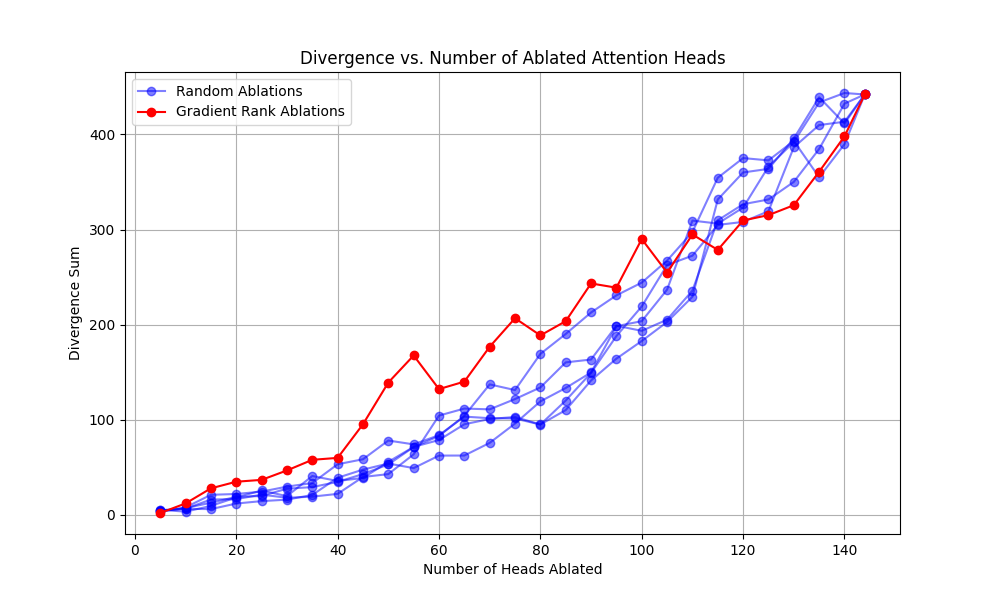 Divergence vs. Number of Ablated Attention Heads
Random Ablations
Gradient Rank Ablations
Divergence Sum
400
300
200
100
0
0 20 40 60 80 100 120 140
Number of Heads Ablated